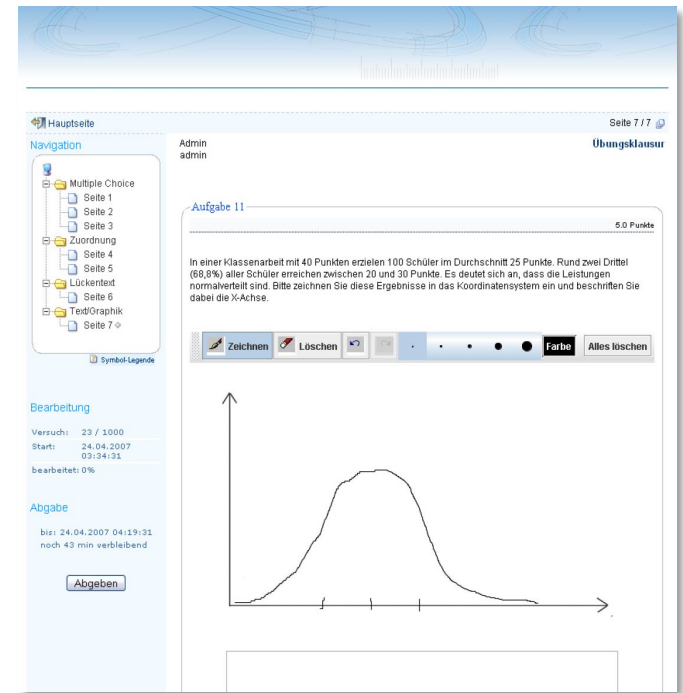 Hauptseite
Seite 7 / 7
Navigation
Multiple Choice
Seite 1
Seite 2
Seite 3
Zuordnung
Seite 4
Seite 5
Lückentext
Seite 6
Text/Graphik
Seite 7
Symbol-Legende
Bearbeitung
Versuch: 23 / 1000
Start: 24.04.2007
03:34:31
bearbeitet: 0%
Abgabe
bis: 24.04.2007 04:19:31
noch 43 min verbleibend
Abgeben
Admin
admin
Übungsklausur
Aufgabe 11
5.0 Punkte
In einer Klassenarbeit mit 40 Punkten erzielen 100 Schüler im Durchschnitt 25 Punkte. Rund zwei Drittel
(68,8%) aller Schüler erreichen zwischen 20 und 30 Punkte. Es deutet sich an, dass die Leistungen
normalverteilt sind. Bitte zeichnen Sie diese Ergebnisse in das Koordinatensystem ein und beschriften Sie
dabei die X-Achse.
Zeichnen Löschen Farbe Alles löschen